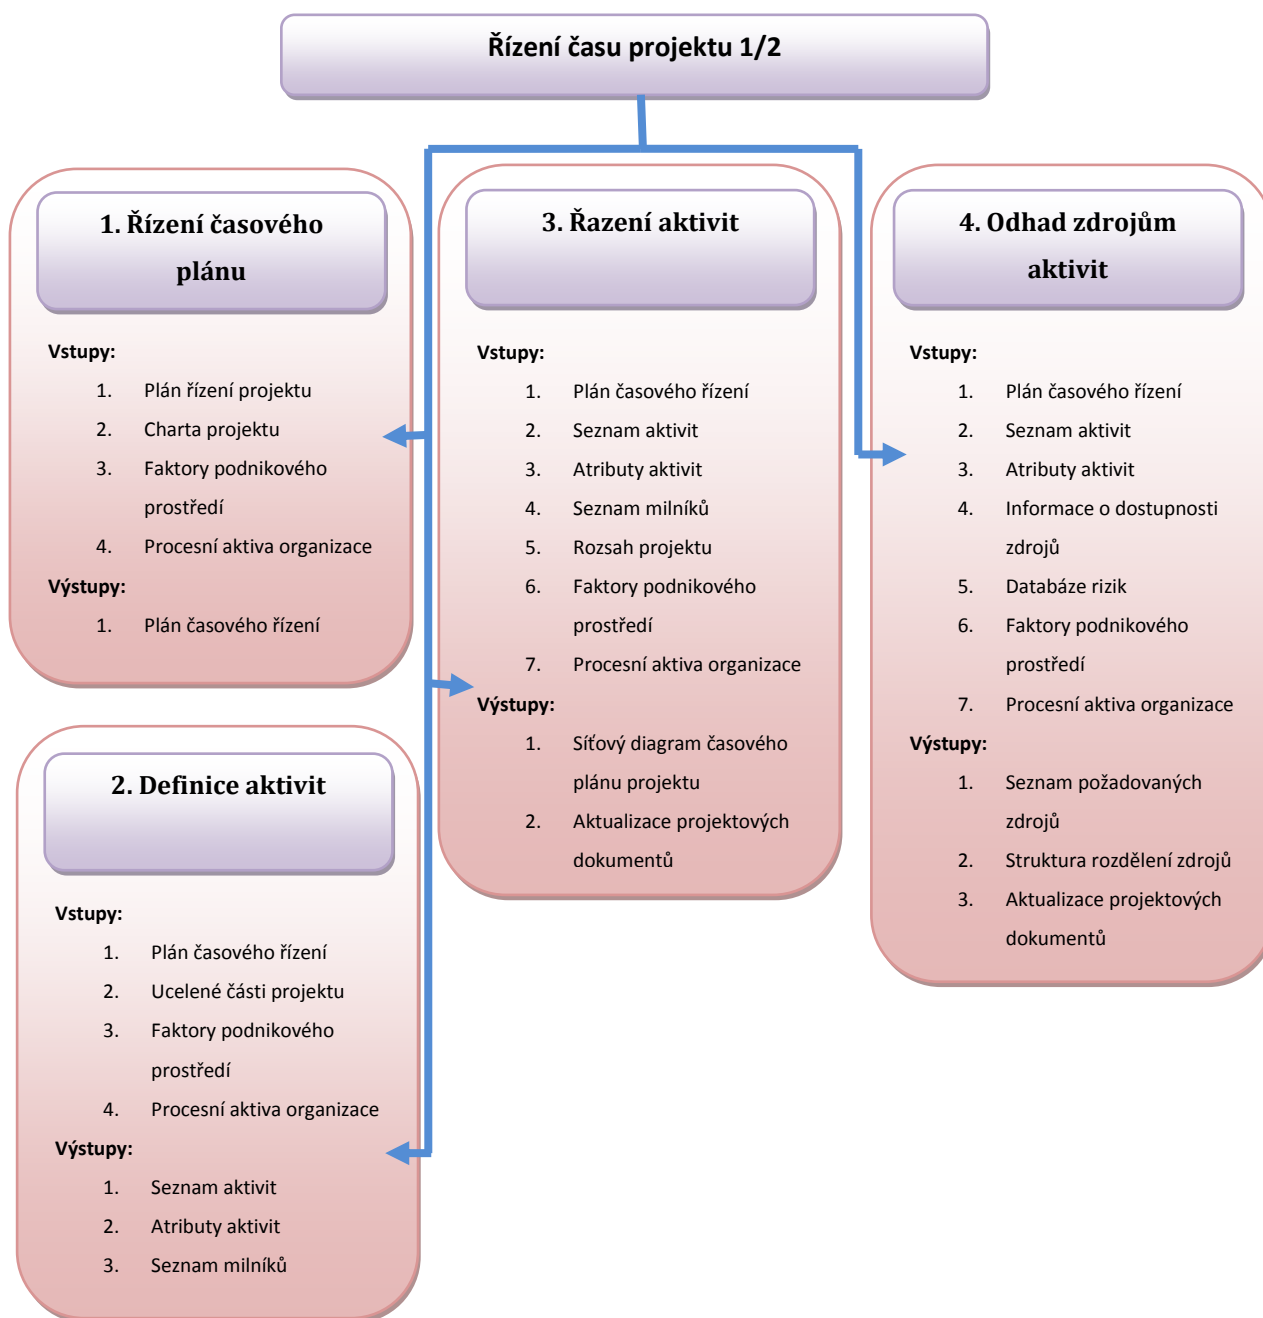 Řízení času projektu 1/2
1. Řízení časového
plánu
Vstupy:
1. Plán řízení projektu
2. Charta projektu
3. Faktory podnikového
prostředí
4. Procesní aktiva organizace
Výstupy:
1. Plán časového řízení
2. Definice aktivit
Vstupy:
1. Plán časového řízení
2. Ucelené části projektu
3. Faktory podnikového
prostředí
4. Procesní aktiva organizace
Výstupy:
1. Seznam aktivit
2. Atributy aktivit
3. Seznam milníků
3. Řazení aktivit
Vstupy:
1. Plán časového řízení
2. Seznam aktivit
3. Atributy aktivit
4. Seznam milníků
5. Rozsah projektu
6. Faktory podnikového
prostředí
7. Procesní aktiva organizace
Výstupy:
1. Síťový diagram časového
plánu projektu
2. Aktualizace projektových
dokumentů
4. Odhad zdrojům
aktivit
Vstupy:
1. Plán časového řízení
2. Seznam aktivit
3. Atributy aktivit
4. Informace o dostupnosti
zdrojů
5. Databáze rizik
6. Faktory podnikového
prostředí
7. Procesní aktiva organizace
Výstupy:
1. Seznam požadovaných
zdrojů
2. Struktura rozdělení zdrojů
3. Aktualizace projektových
dokumentů